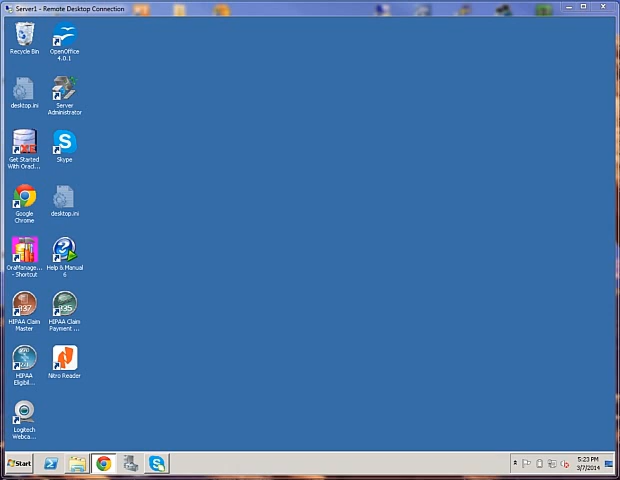 Server1 - Remote Desktop Connection
Recycle Bin
OpenOffice
4.0.1
desktop.ini
Server
Administrator
Get Started
With Oracl...
Skype
Google
Chrome
desktop.ini
OraManage...
- Shortcut
Help & Manual
6
837
HIPAA Claim
Master
835
HIPAA Claim
Payment ...
HIPAA
Eligibil...
Nitro Reader
Logitech
Webca...
Start
5:23 PM
3/7/2014